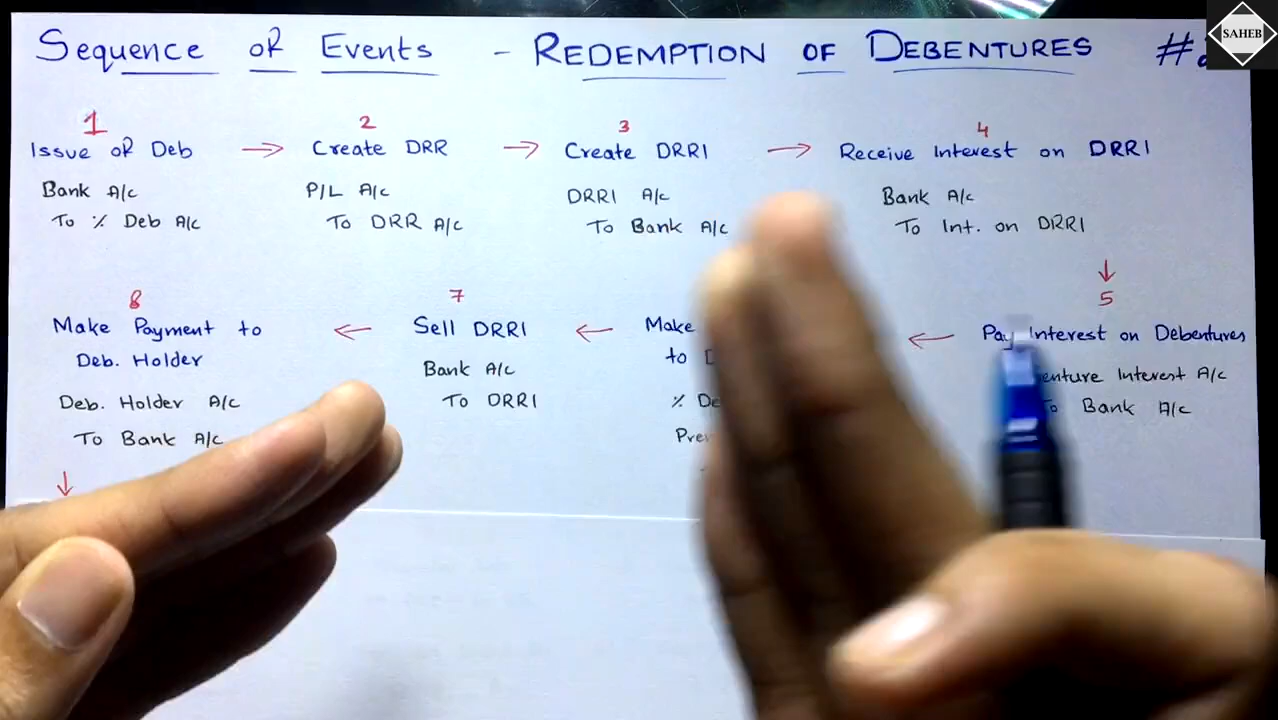 Sequence of Events - REDEMPTION OF DEBENTURES #
SAHEB
1
Issue of Deb
Bank A/c
To % Deb A/c
2
Create DRR
P/L A/c
To DRR A/c
3
Create DRRI
DRRI A/c
To Bank A/c
4
Receive Interest on DRRI
Bank A/c
To Int. on DRRI
5
Pay Interest on Debentures
Interest A/c
To Bank A/c
Make
to
%
7
Sell DRRI
Bank A/c
To DRRI
8
Make Payment to
Deb. Holder
Deb. Holder A/c
To Bank A/c